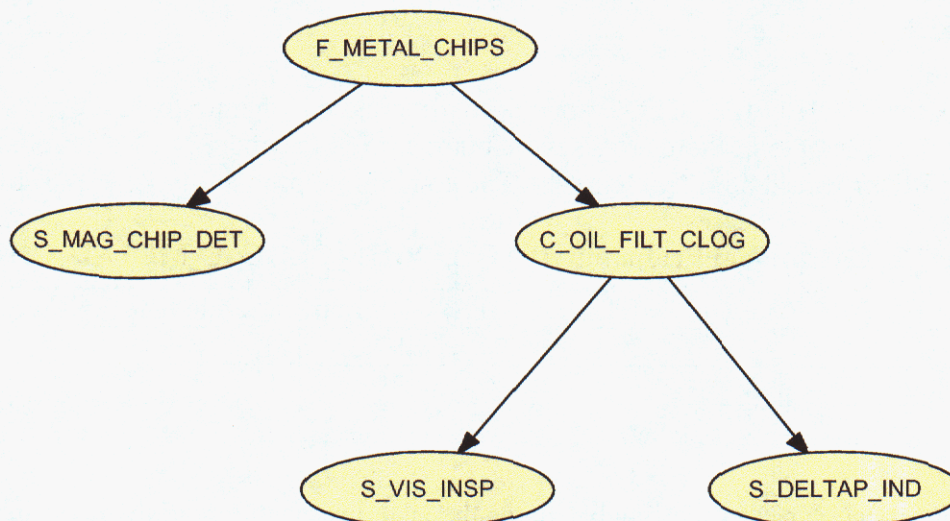 F_METAL_CHIPS
S_MAG_CHIP_DET
C_OIL_FILT_CLOG
S_VIS_INSP
S_DELTAP_IND